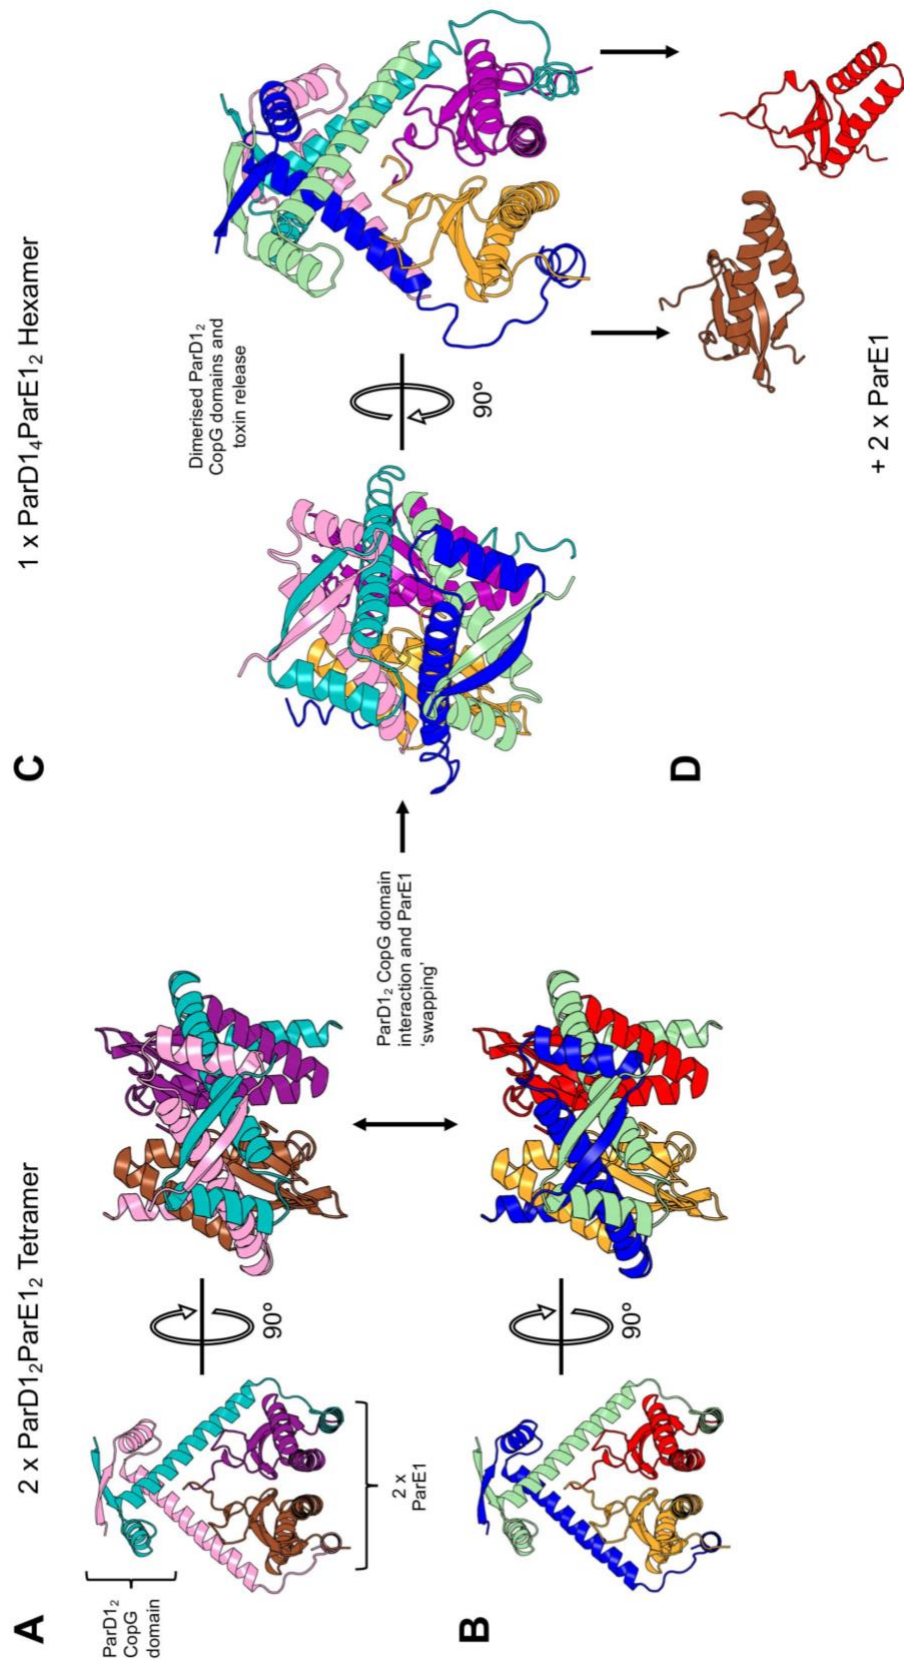 A
2 x ParD1₂ParE1₂ Tetramer
ParD1₂
CopG
domain
2 x
ParE1
90°
B
90°
ParD1₂ CopG domain
interaction and ParE1
‘swapping’
C
1 x ParD1₄ParE1₂ Hexamer
Dimerised ParD1₂
CopG domains and
toxin release
90°
D
+ 2 x ParE1